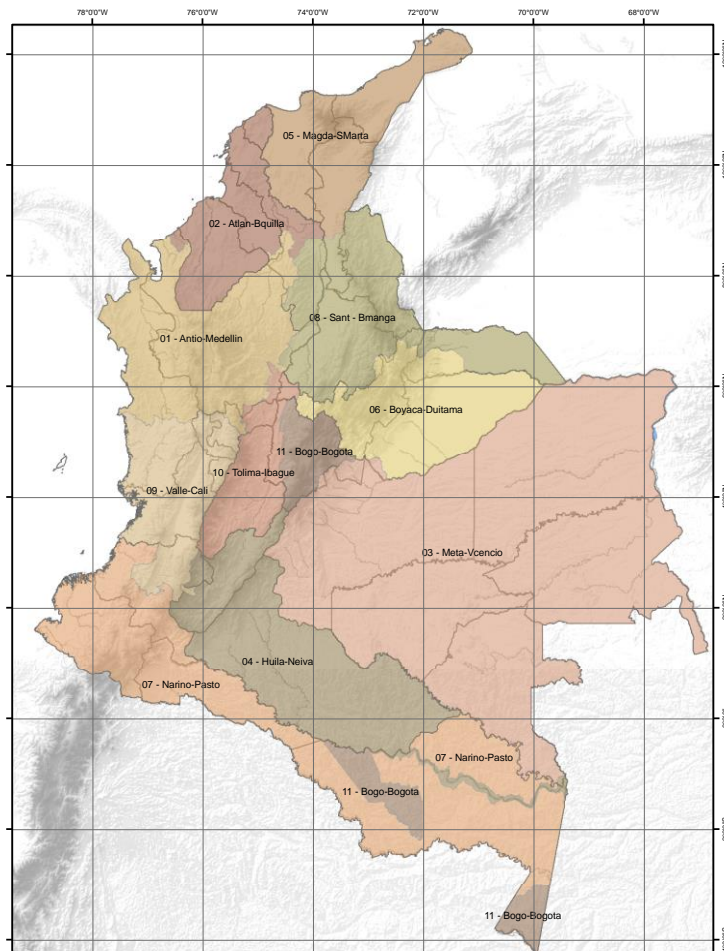 78°0'0"W
76°0'0"W
74°0'0"W
72°0'0"W
70°0'0"W
68°0'0"W
05 - Magda-SMarta
02 - Atlan-Bquilla
08 - Sant - Bmanga
01 - Antio-Medellin
06 - Boyaca-Duitama
11 - Bogo-Bogota
10 - Tolima-Ibague
09 - Valle-Cali
03 - Meta-Vcencio
04 - Huila-Neiva
07 - Narino-Pasto
07 - Narino-Pasto
11 - Bogo-Bogota
11 - Bogo-Bogota